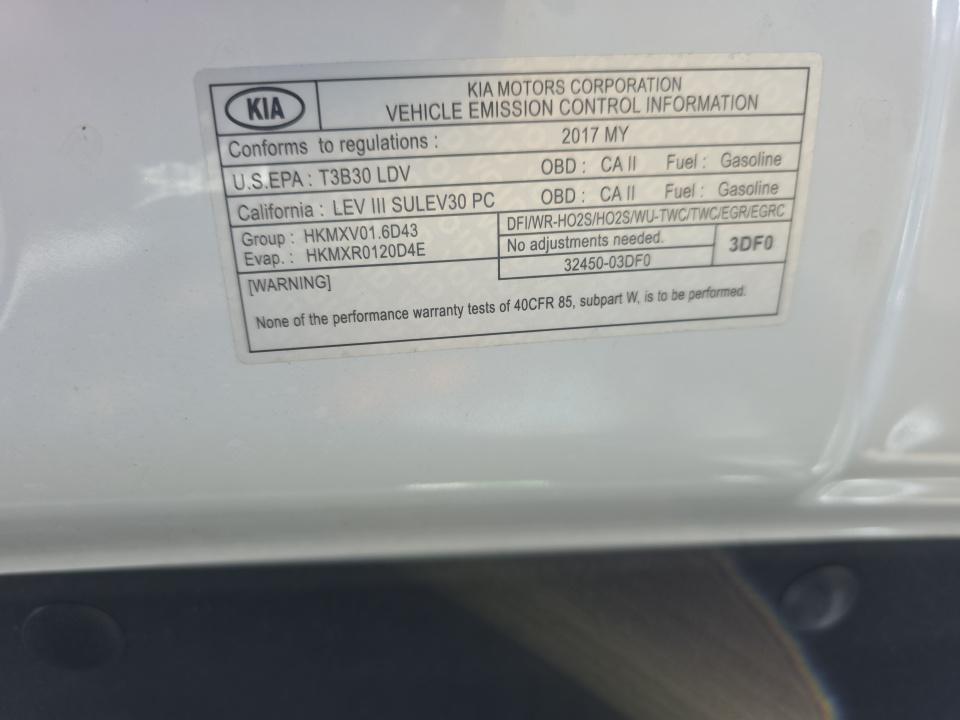 KIA
KIA MOTORS CORPORATION
VEHICLE EMISSION CONTROL INFORMATION
Conforms to regulations : 2017 MY
U.S.EPA : T3B30 LDV OBD : CA II Fuel : Gasoline
California : LEV III SULEV30 PC OBD : CA II Fuel : Gasoline
Group : HKMXV01.6D43
Evap. : HKMXR0120D4E
DFI/WR-HO2S/HO2S/WU-TWC/TWC/EGR/EGRC
No adjustments needed.
32450-03DF0
3DF0
[WARNING]
None of the performance warranty tests of 40CFR 85, subpart W, is to be performed.